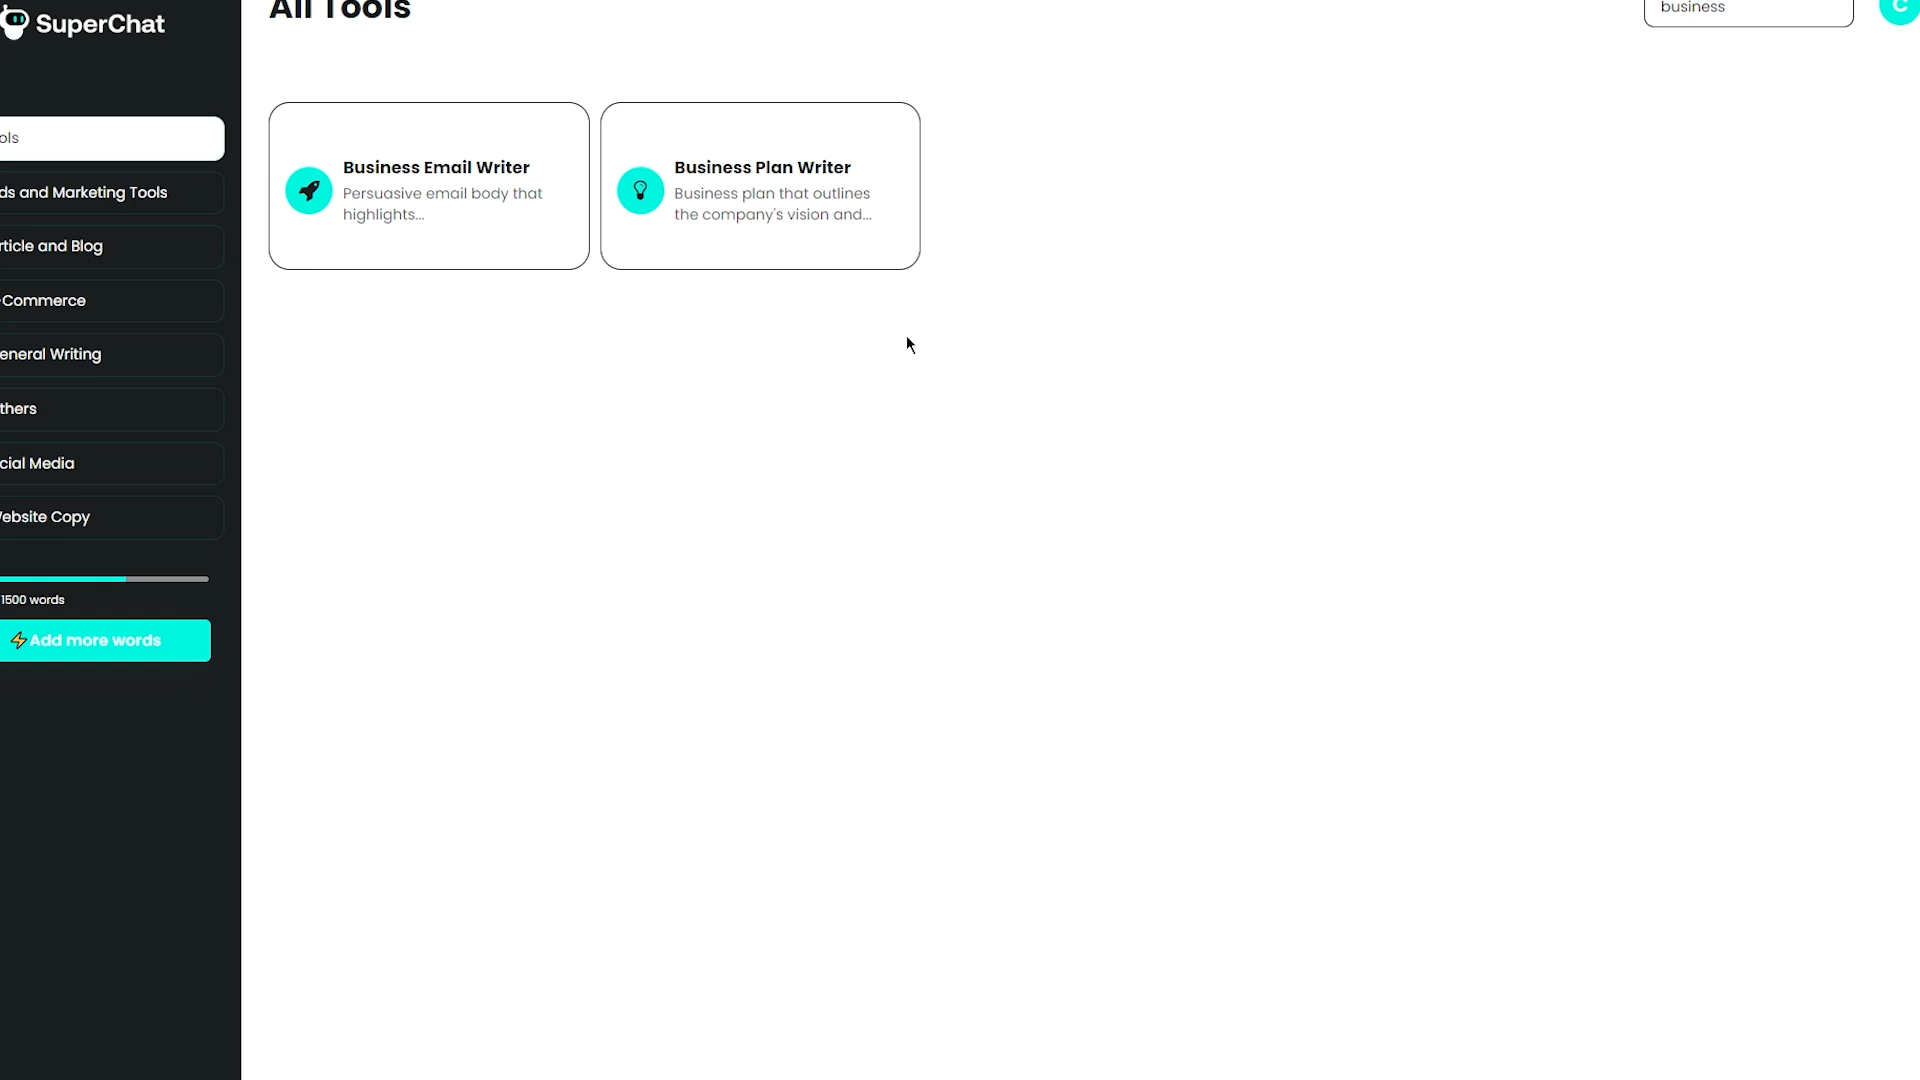 SuperChat
All Tools
business
C
ols
ds and Marketing Tools
rticle and Blog
-Commerce
eneral Writing
thers
cial Media
Website Copy
1500 words
Add more words
Business Email Writer
Persuasive email body that
highlights...
Business Plan Writer
Business plan that outlines
the company's vision and...